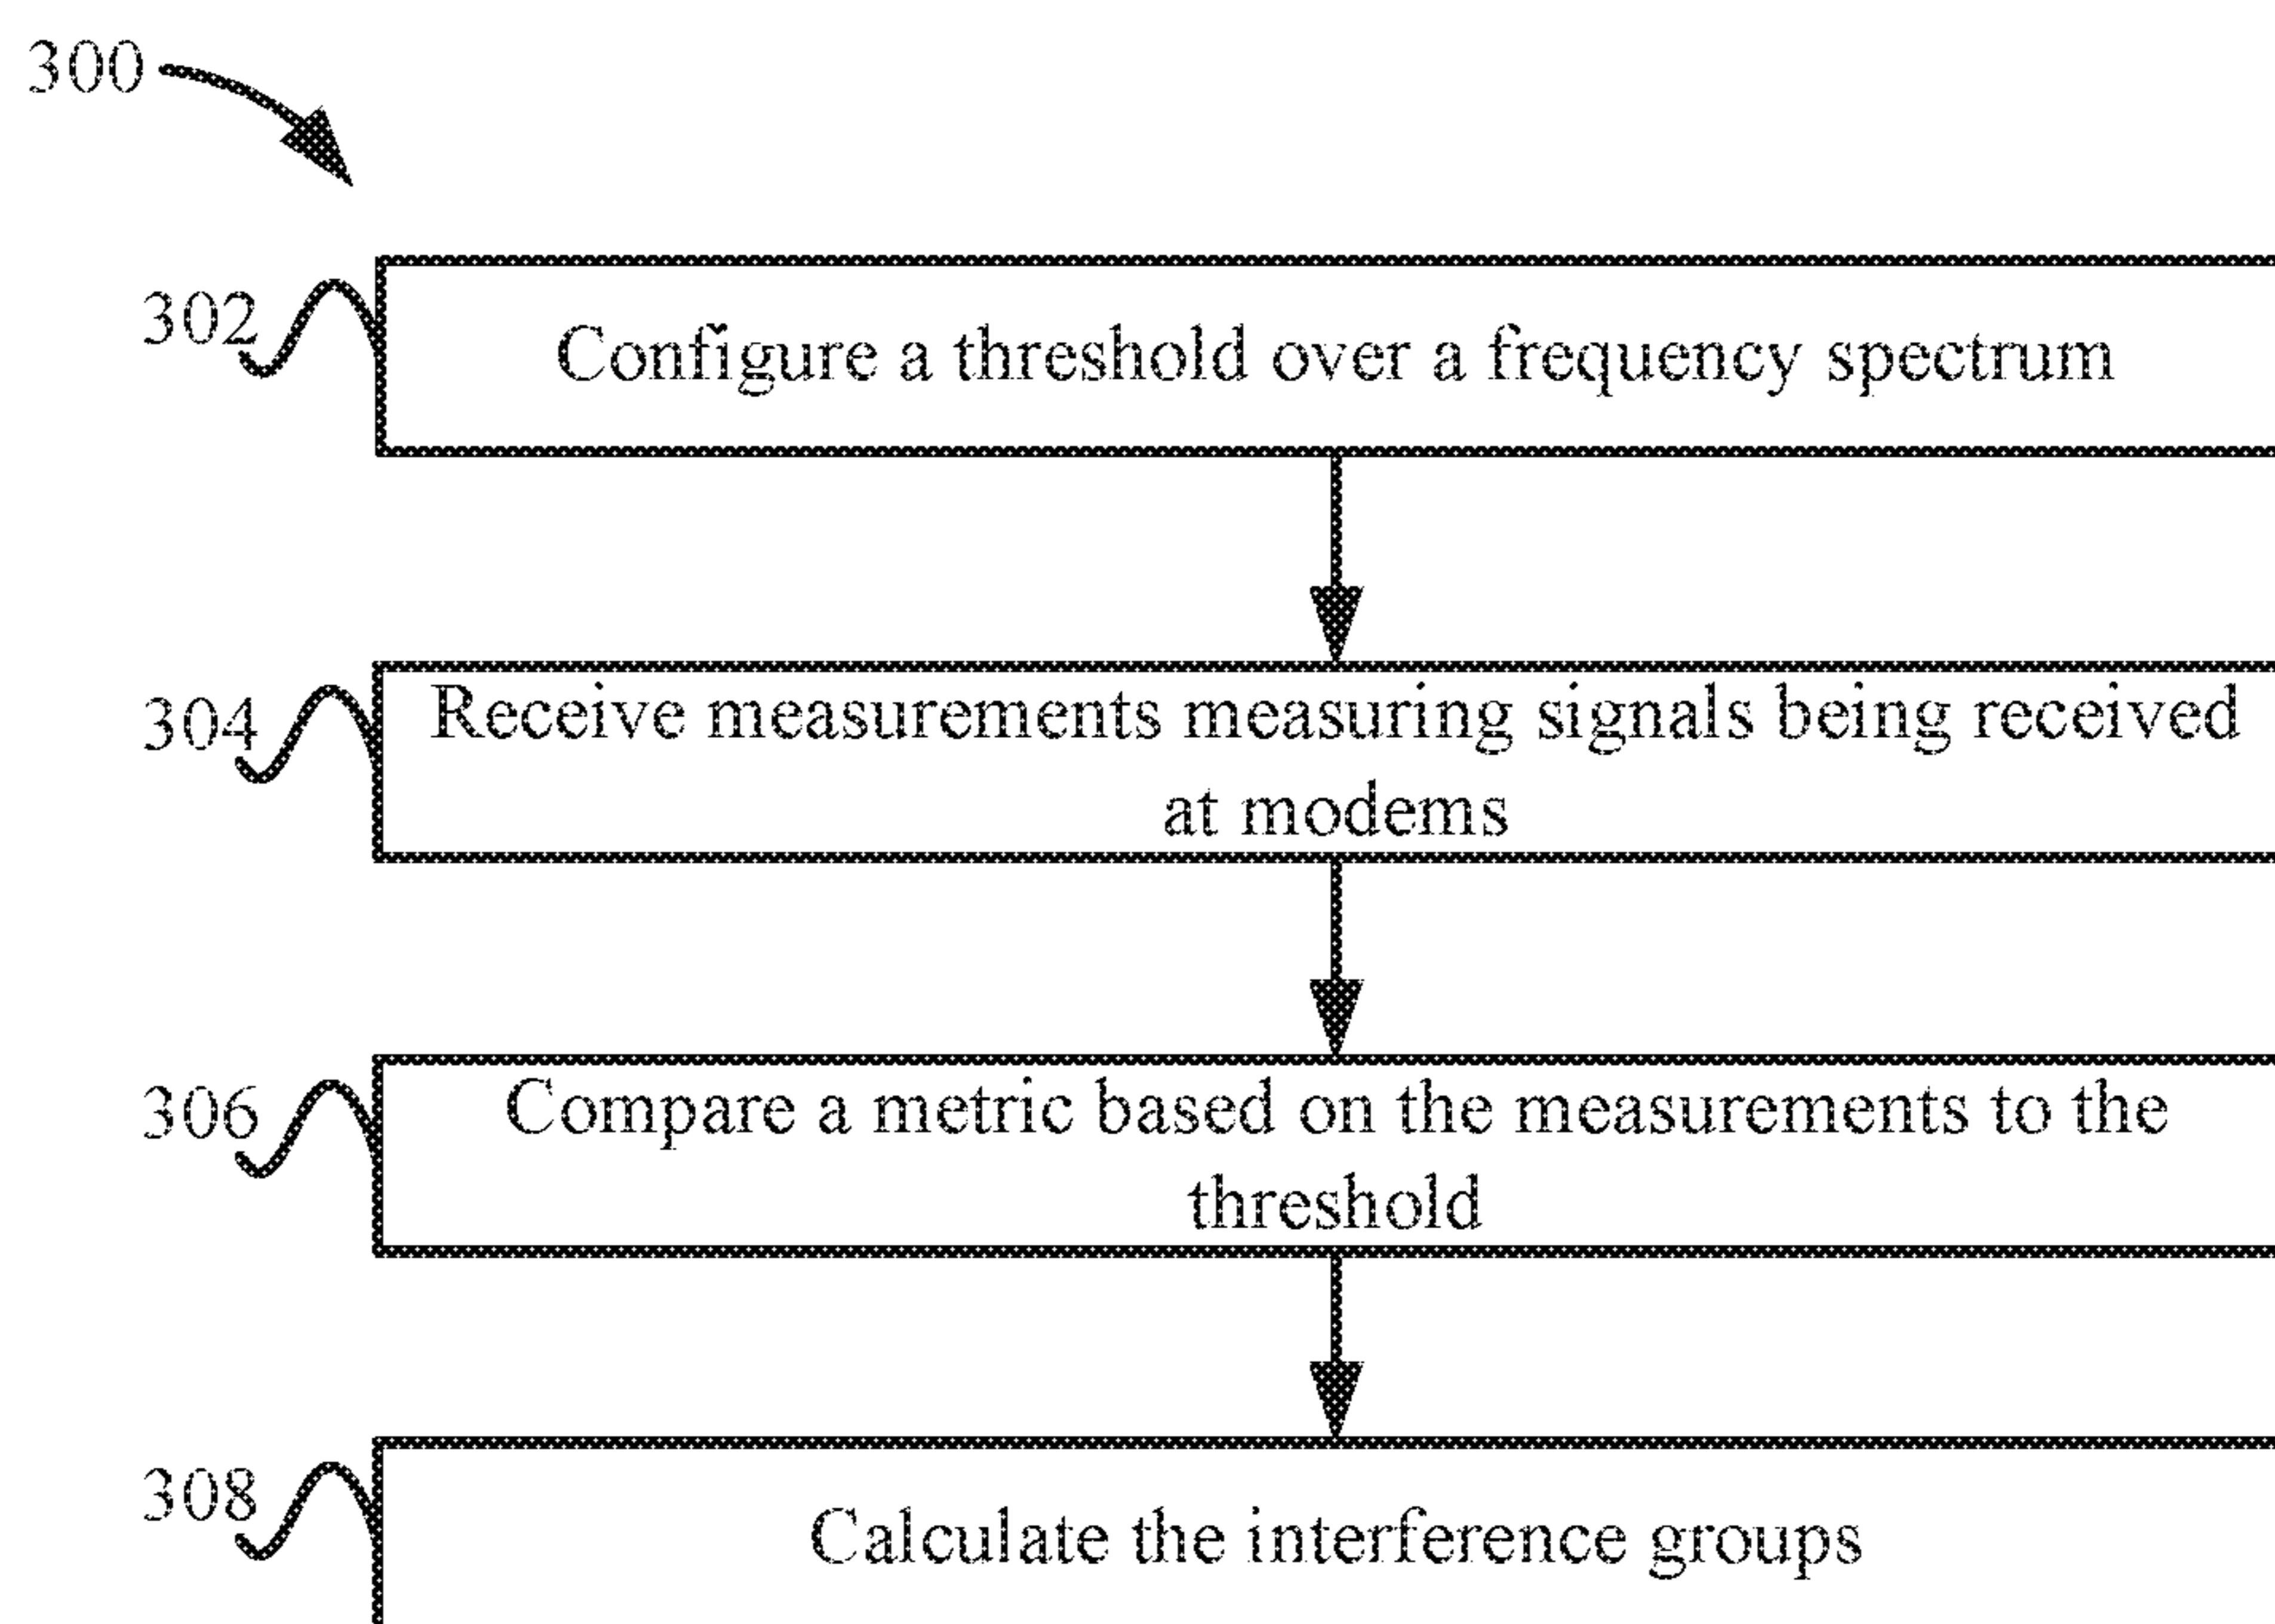 300
302
Configure a threshold over a frequency spectrum
304
Receive measurements measuring signals being received
at modems
306
Compare a metric based on the measurements to the
threshold
308
Calculate the interference groups